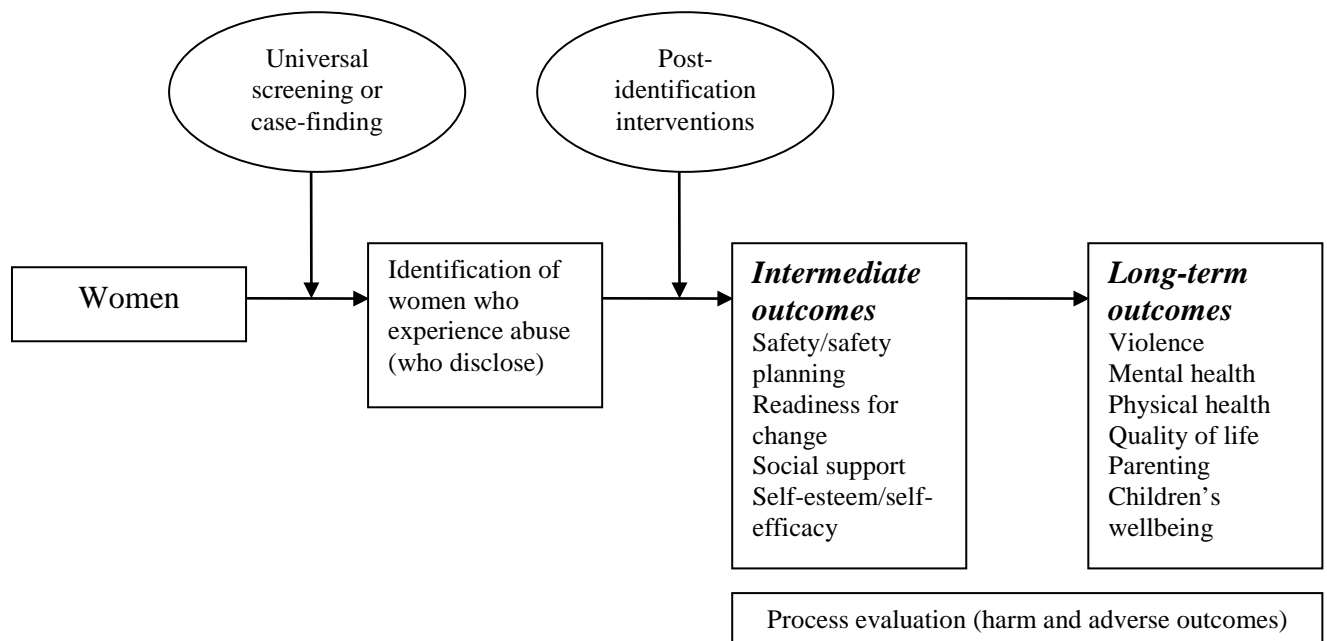 Universal
screening or
case-finding
Post-
identification
interventions
Women
Identification of
women who
experience abuse
(who disclose)
Intermediate
outcomes
Safety/safety
planning
Readiness for
change
Social support
Self-esteem/self-
efficacy
Long-term
outcomes
Violence
Mental health
Physical health
Quality of life
Parenting
Children’s
wellbeing
Process evaluation (harm and adverse outcomes)